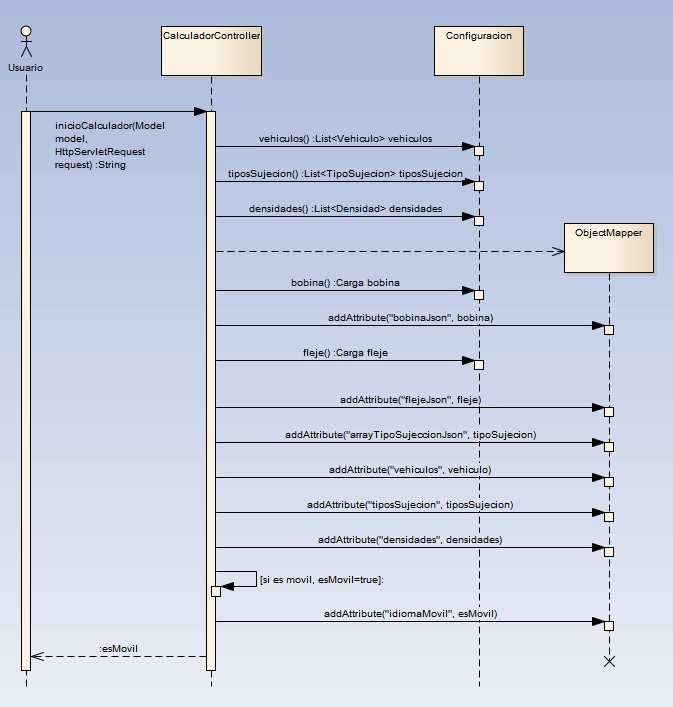 CalculadorController
Configuracion
Usuario
inicioCalculador(Model
model,
HttpServletRequest
request) :String
vehiculos() :List<Vehiculo> vehiculos
tiposSujecion() :List<TipoSujecion> tiposSujecion
densidades() :List<Densidad> densidades
ObjectMapper
bobina() :Carga bobina
addAttribute("bobinaJson", bobina)
fleje() :Carga fleje
addAttribute("flejeJson", fleje)
addAttribute("arrayTipoSujeccionJson", tipoSujecion)
addAttribute("vehiculos", vehiculo)
addAttribute("tiposSujecion", tiposSujecion)
addAttribute("densidades", densidades)
[si es movil, esMovil=true]:
addAttribute("idiomaMovil", esMovil)
:esMovil